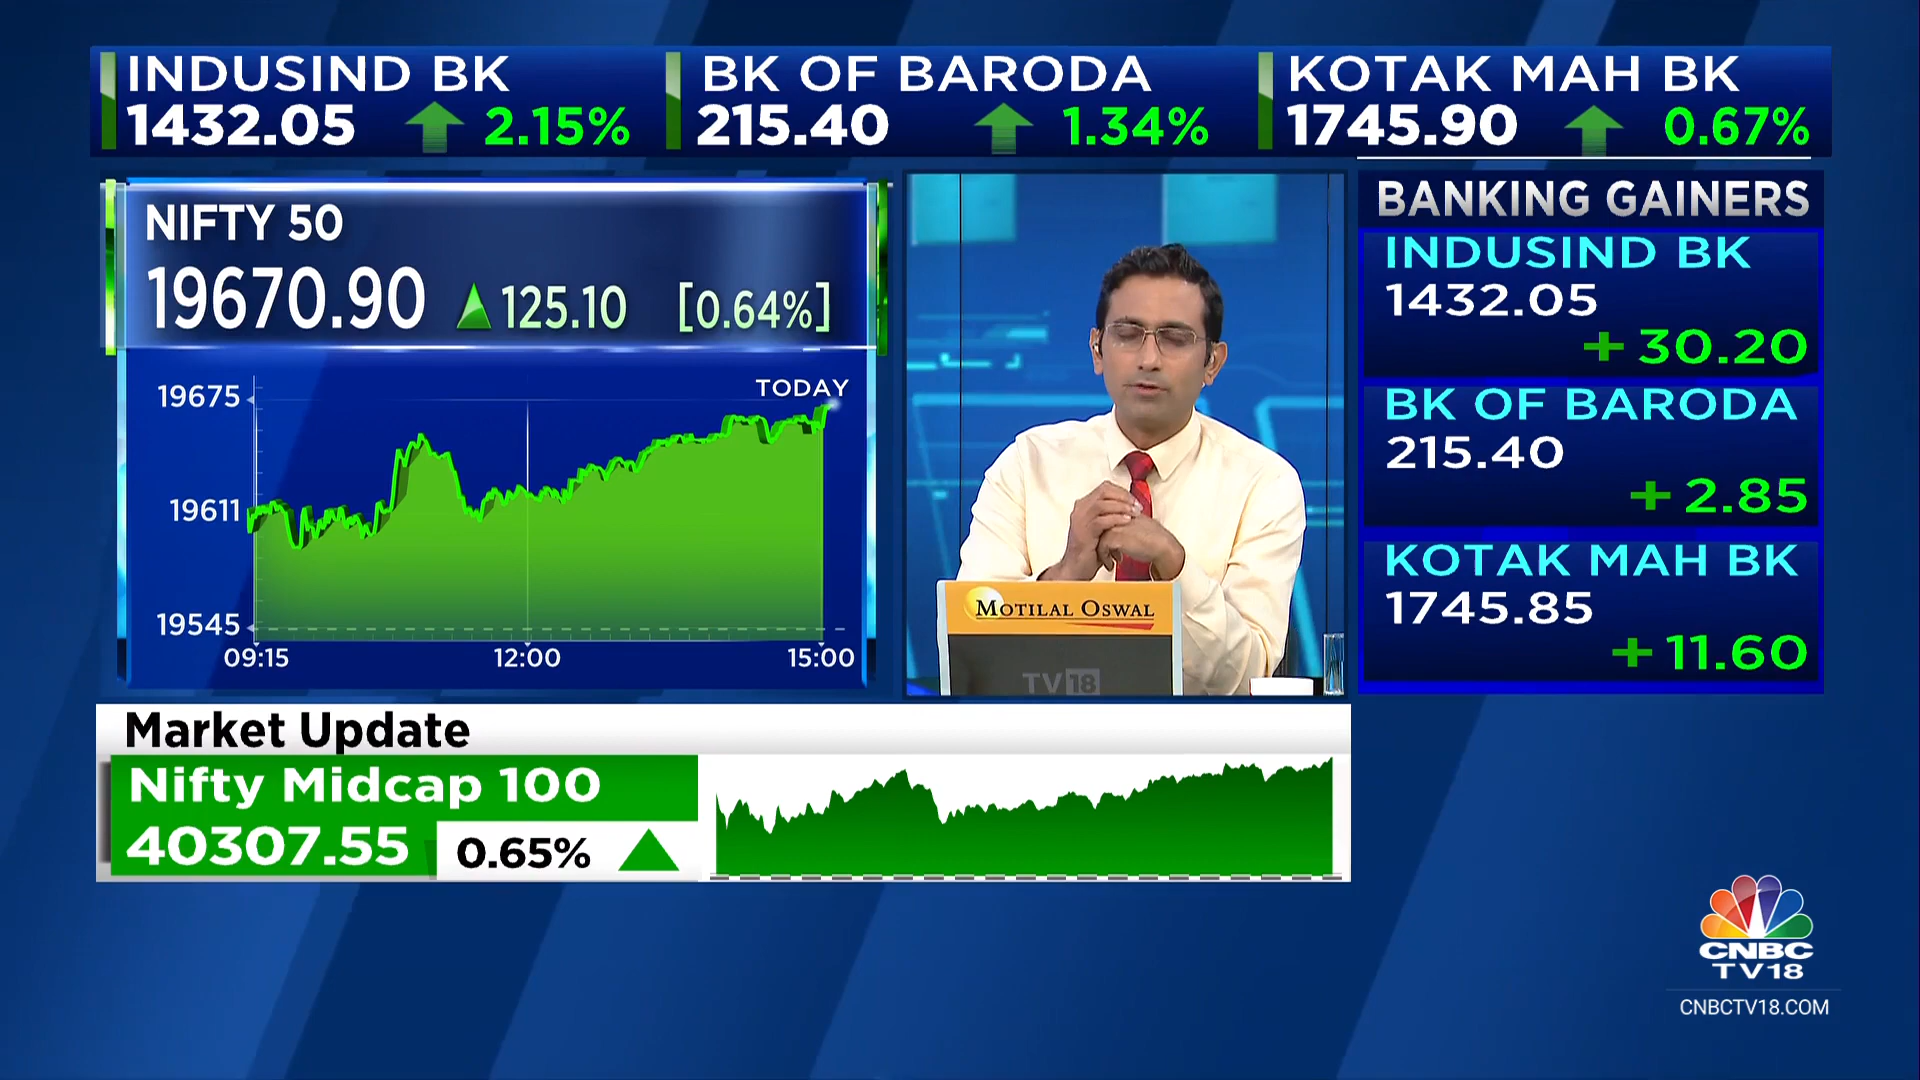 INDUSIND BK
1432.05 2.15%
BK OF BARODA
215.40 1.34%
KOTAK MAH BK
1745.90 0.67%
NIFTY 50
19670.90 125.10 [0.64%]
TODAY
19675
19611
19545
09:15 12:00 15:00
MOTILAL OSWAL
TV18
BANKING GAINERS
INDUSIND BK
1432.05
+ 30.20
BK OF BARODA
215.40
+ 2.85
KOTAK MAH BK
1745.85
+ 11.60
Market Update
Nifty Midcap 100
40307.55 0.65%
CNBC
TV18
CNBCTV18.COM